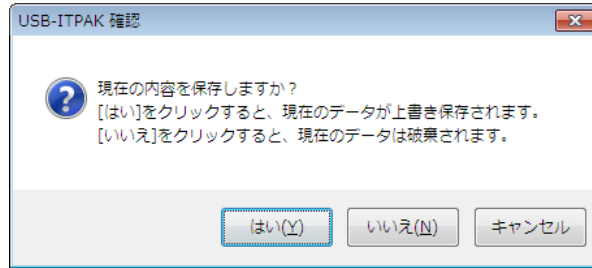 USB-ITPAK 確認
現在の内容を保存しますか？
[はい]をクリックすると、現在のデータが上書き保存されます。
[いいえ]をクリックすると、現在のデータは破棄されます。
はい(Y)
いいえ(N)
キャンセル